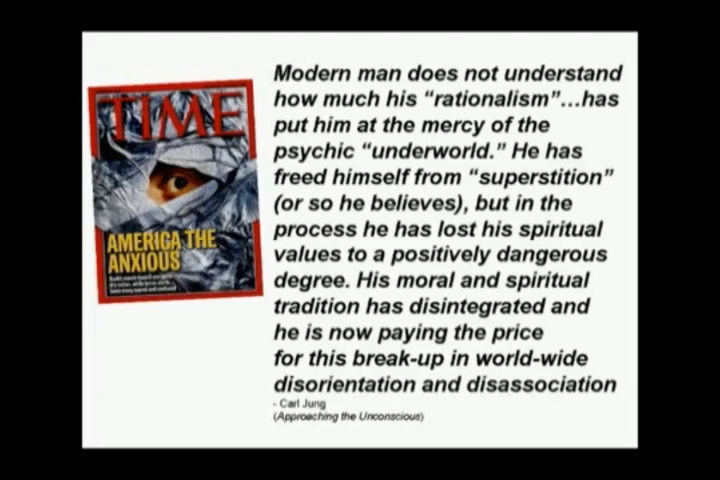 TIME
AMERICA THE
ANXIOUS
Modern man does not understand
how much his “rationalism”...has
put him at the mercy of the
psychic “underworld.” He has
freed himself from “superstition”
(or so he believes), but in the
process he has lost his spiritual
values to a positively dangerous
degree. His moral and spiritual
tradition has disintegrated and
he is now paying the price
for this break-up in world-wide
disorientation and disassociation
- Carl Jung
(Approaching the Unconscious)